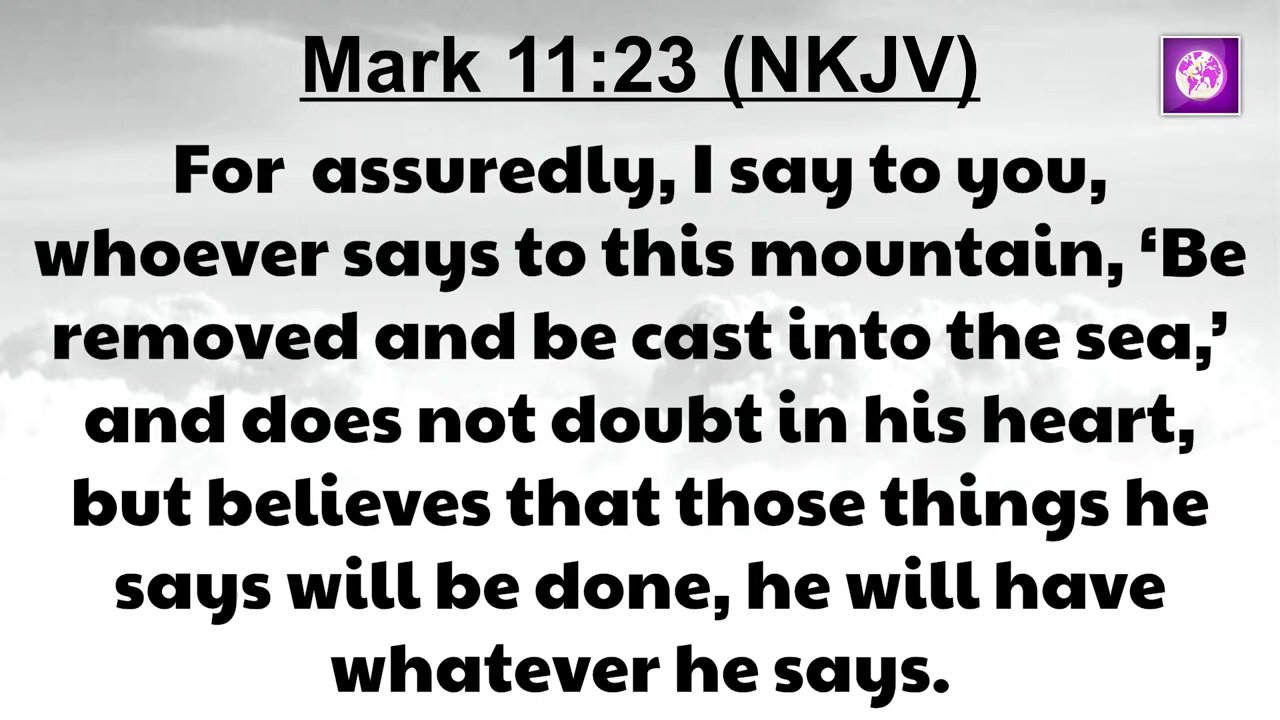 Mark 11:23 (NKJV)
For assuredly, I say to you,
whoever says to this mountain, ‘Be
removed and be cast into the sea,’
and does not doubt in his heart,
but believes that those things he
says will be done, he will have
whatever he says.